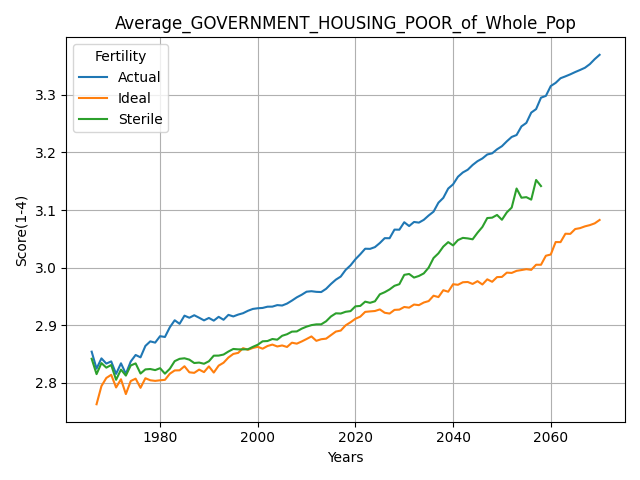 Average_GOVERNMENT_HOUSING_POOR_of_Whole_Pop
Fertility
Actual
Ideal
Sterile
Score(1-4)
3.3
3.2
3.1
3.0
2.9
2.8
1980 2000 2020 2040 2060
Years